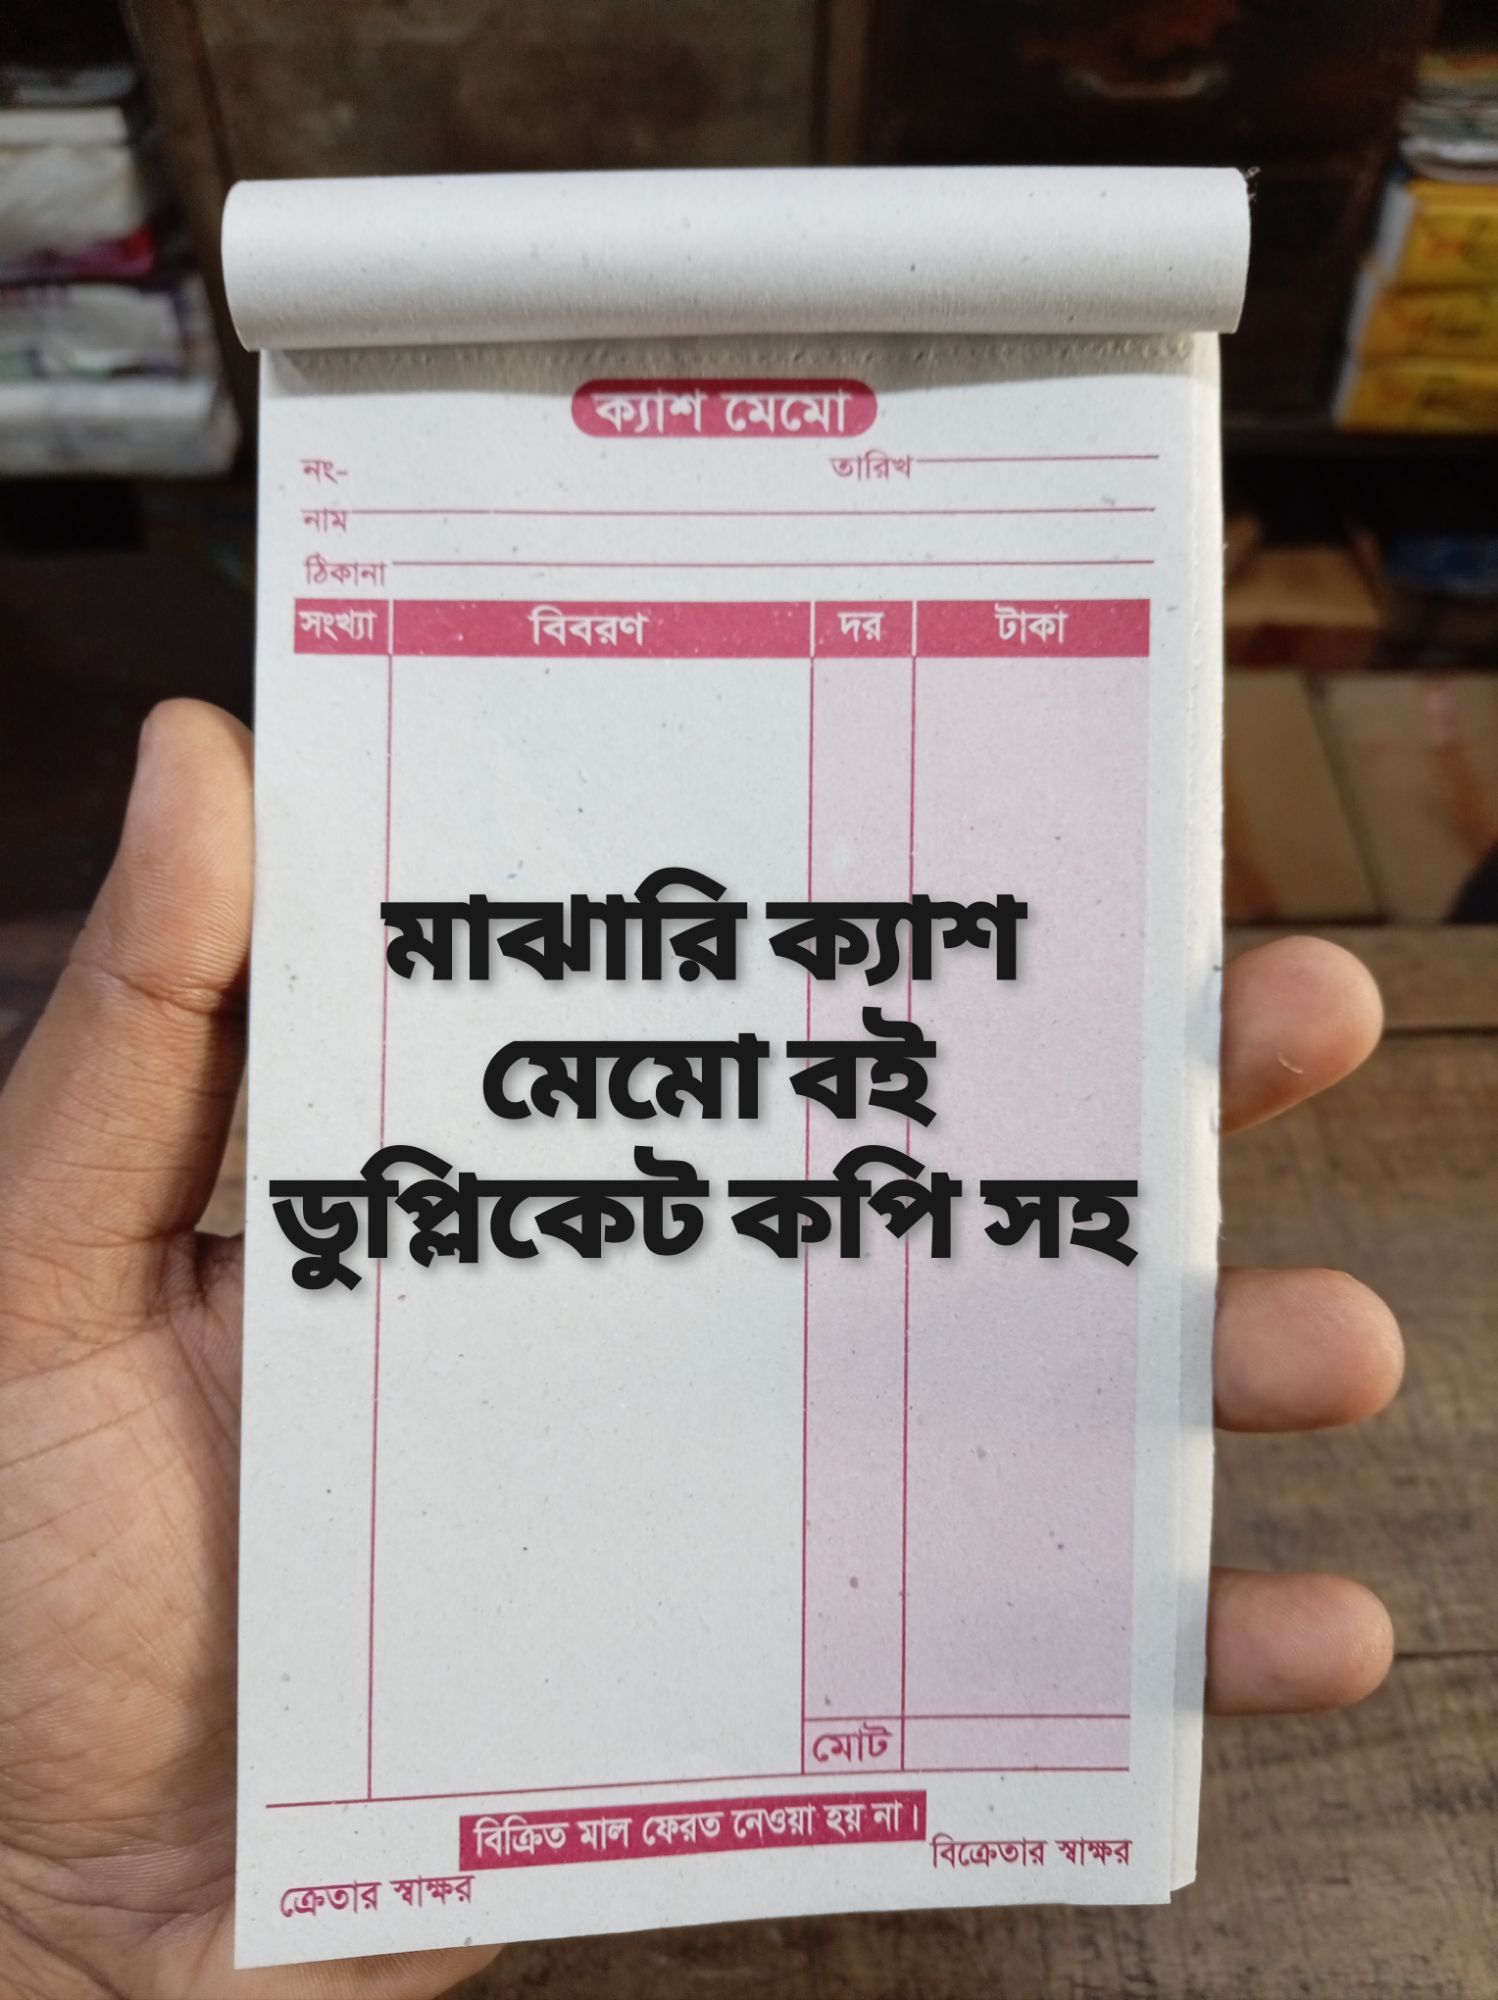 ক্যাশ মেমো
নং- তারিখ
নাম
ঠিকানা
সংখ্যা বিবরণ দর টাকা
মাঝারি ক্যাশ
মেমো বই
ডুপ্লিকেট কপি সহ
মোট
বিক্রিত মাল ফেরত নেওয়া হয় না।
ক্রেতার স্বাক্ষর বিক্রেতার স্বাক্ষর